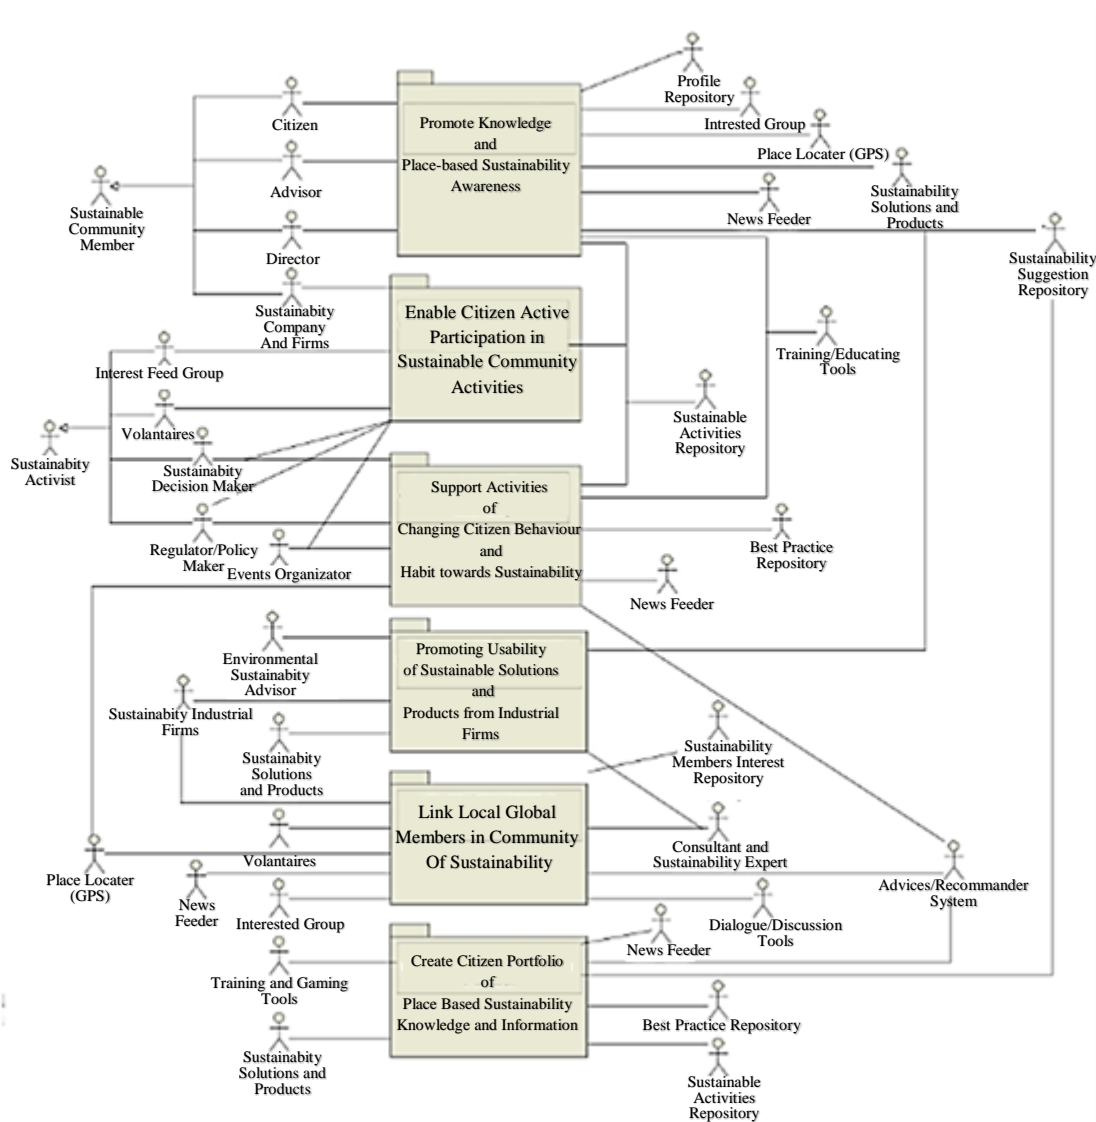 Profile
Repository
Citizen
Intrested Group
Promote Knowledge
and
Place-based Sustainability
Awareness
Place Locater (GPS)
Advisor
Sustainability
Solutions and
Products
Sustainable
Community
Member
News Feeder
Director
Sustainability
Suggestion
Repository
Sustainabity
Company
And Firms
Enable Citizen Active
Participation in
Sustainable Community
Activities
Training/Educating
Tools
Interest Feed Group
Sustainable
Activities
Repository
Volantaires
Sustainabity
Activist
Sustainabity
Decision Maker
Support Activities
of
Changing Citizen Behaviour
and
Habit towards Sustainability
Regulator/Policy
Maker
Events Organizator
Best Practice
Repository
News Feeder
Environmental
Sustainabity
Advisor
Promoting Usability
of Sustainable Solutions
and
Products from Industrial
Firms
Sustainabity Industrial
Firms
Sustainabity
Solutions
and Products
Sustainability
Members Interest
Repository
Link Local Global
Members in Community
Of Sustainability
Volantaires
Consultant and
Sustainability Expert
Place Locater
(GPS)
News
Feeder
Advices/Recommander
System
Interested Group
Dialogue/Discussion
Tools
News Feeder
Create Citizen Portfolio
of
Place Based Sustainability
Knowledge and Information
Training and Gaming
Tools
Best Practice Repository
Sustainabity
Solutions and
Products
Sustainable
Activities
Repository